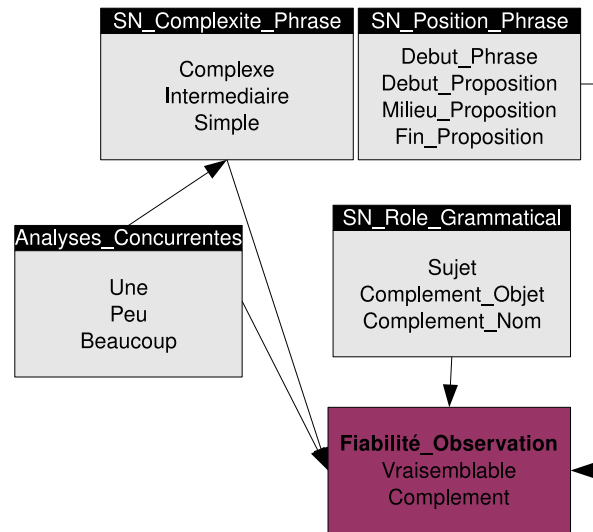 SN_Complexite_Phrase
Complexe
Intermediaire
Simple
SN_Position_Phrase
Debut_Phrase
Debut_Proposition
Milieu_Proposition
Fin_Proposition
Analyses_Concurrentes
Une
Peu
Beaucoup
SN_Role_Grammatical
Sujet
Complement_Objet
Complement_Nom
Fiabilité_Observation
Vraisemblable
Complement